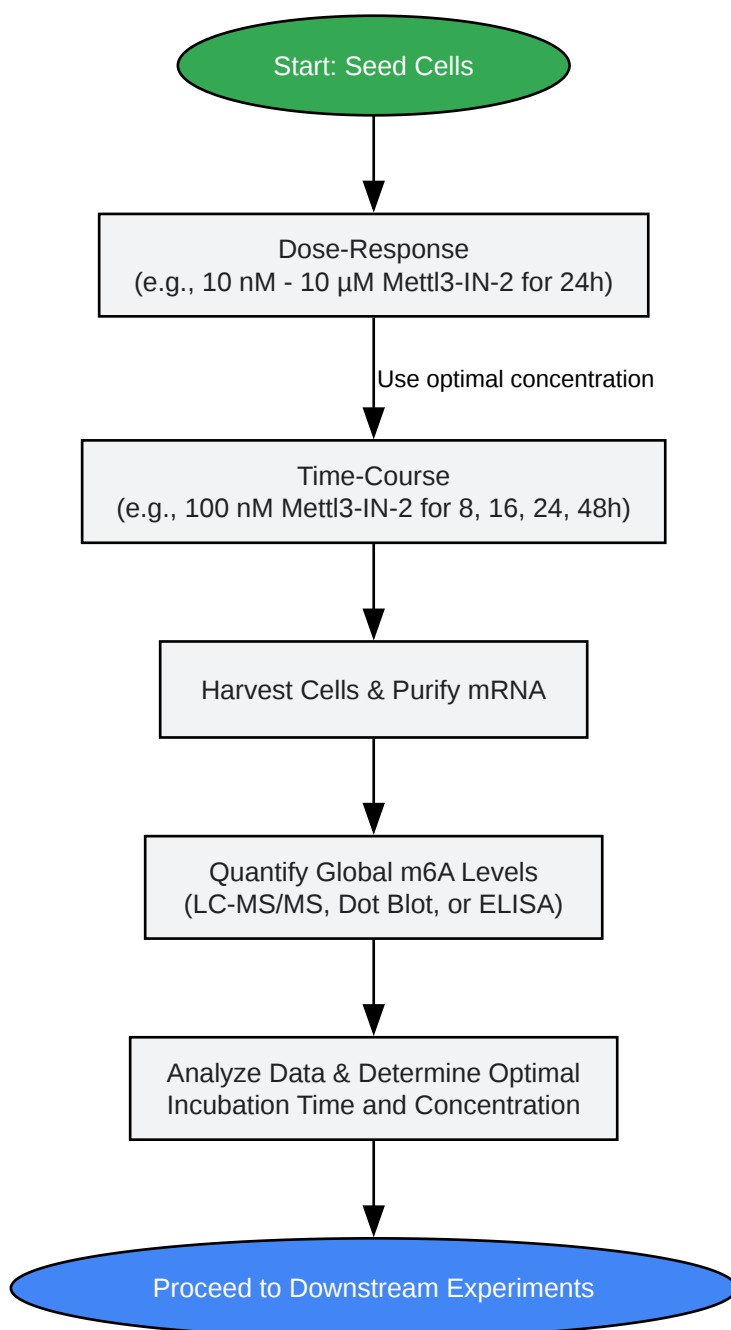 Start: Seed Cells
Dose-Response
(e.g., 10 nM - 10 µM Mettl3-IN-2 for 24h)
Use optimal concentration
Time-Course
(e.g., 100 nM Mettl3-IN-2 for 8, 16, 24, 48h)
Harvest Cells & Purify mRNA
Quantify Global m6A Levels
(LC-MS/MS, Dot Blot, or ELISA)
Analyze Data & Determine Optimal
Incubation Time and Concentration
Proceed to Downstream Experiments